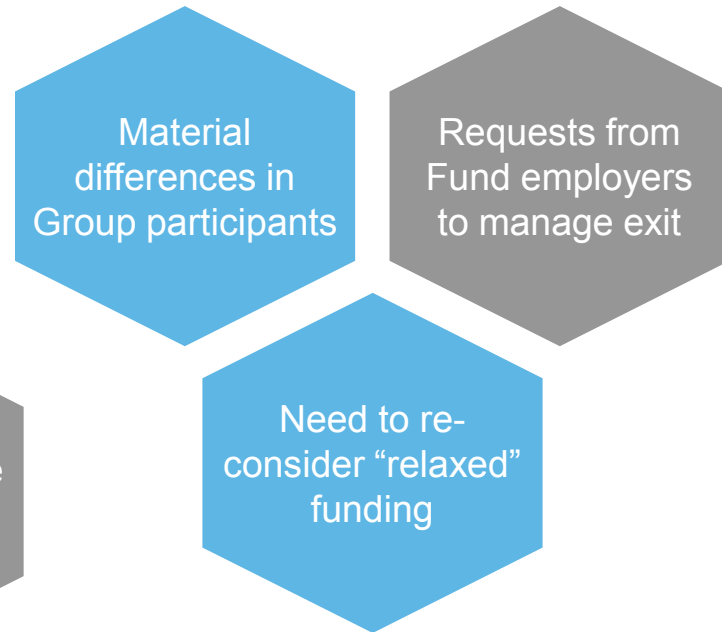 Material
differences in
Group participants
Requests from
Fund employers
to manage exit
Need to re-
consider “relaxed”
funding